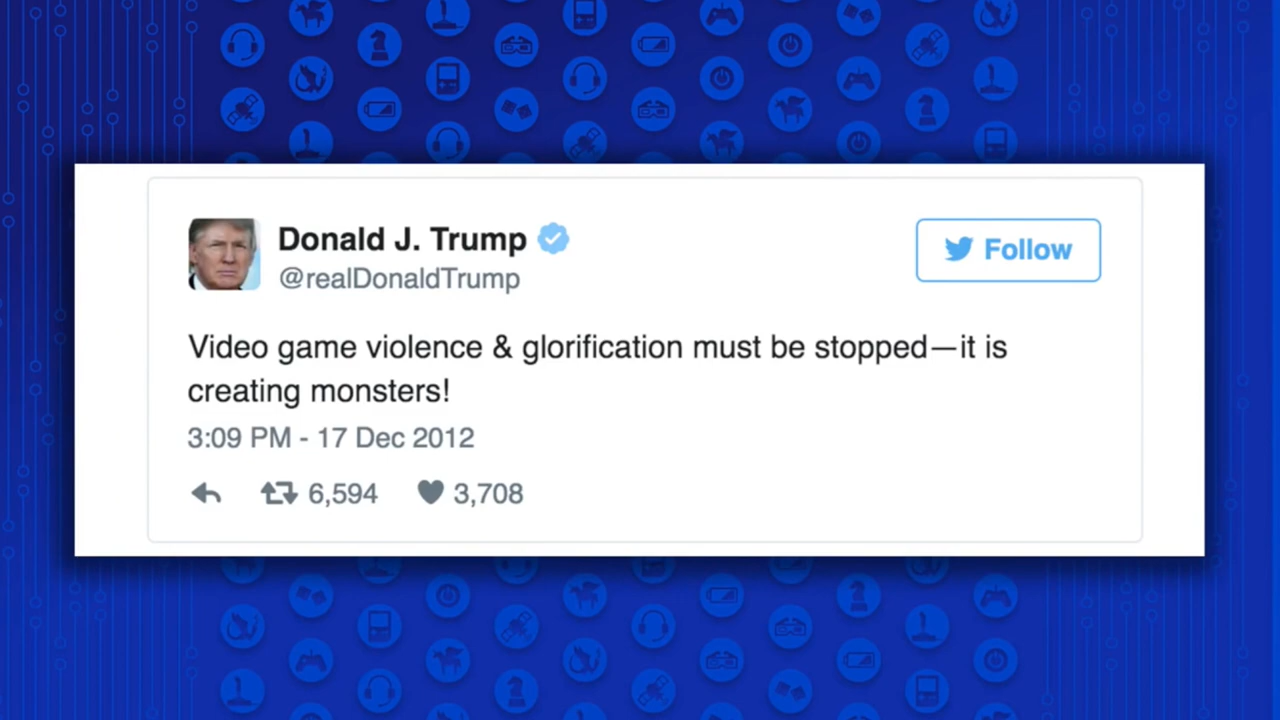 Donald J. Trump
@realDonaldTrump
Follow
Video game violence & glorification must be stopped—it is
creating monsters!
3:09 PM - 17 Dec 2012
6,594 3,708